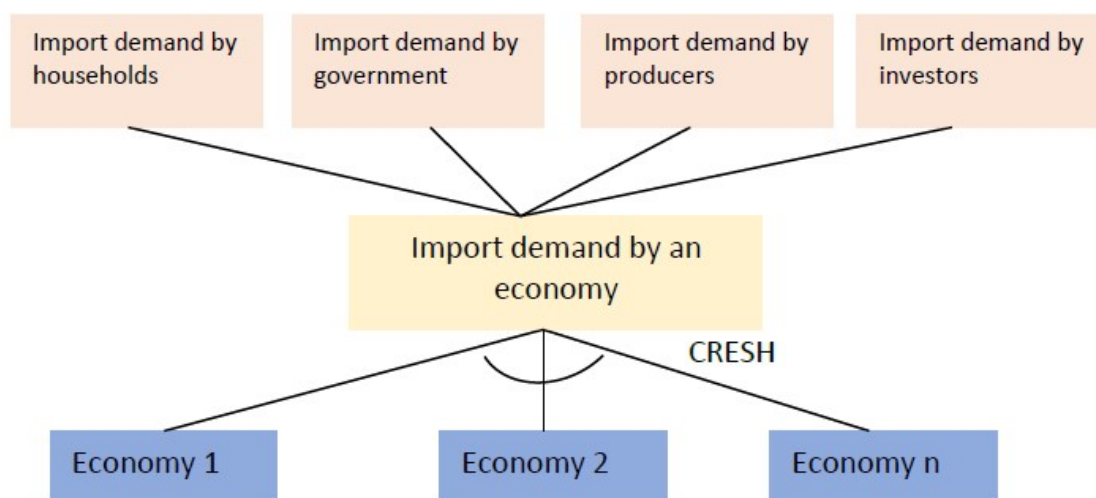 Import demand by
households
Import demand by
government
Import demand by
producers
Import demand by
investors
Import demand by an
economy
CRESH
Economy 1
Economy 2
Economy n